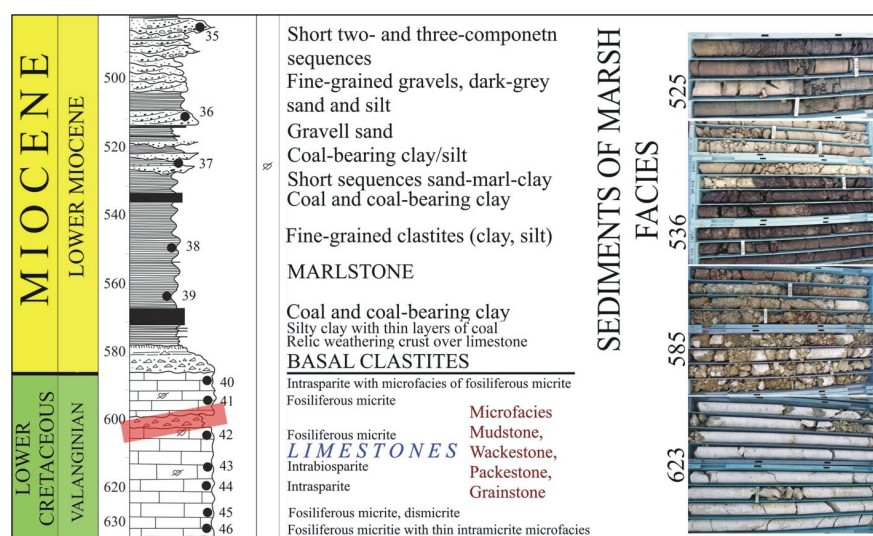 MIOCENE
LOWER MIOCENE
LOWER
CRETACEOUS
VALANGINIAN
500
520
540
560
580
600
620
630
35
36
37
38
39
40
41
42
43
44
45
46
Short two- and three-componetn
sequences
Fine-grained gravels, dark-grey
sand and silt
Gravell sand
Coal-bearing clay/silt
Short sequences sand-marl-clay
Coal and coal-bearing clay
Fine-grained clastites (clay, silt)
MARLSTONE
Coal and coal-bearing clay
Silty clay with thin layers of coal
Relic weathering crust over limestone
BASAL CLASTITES
Intrasparite with microfacies of fosiliferous micrite
Fosiliferous micrite
Fosiliferous micrite
LIMESTONES
Intrabiosparite
Intrasparite
Fosiliferous micrite, dismicrite
Fosiliferous micritie with thin intramicrite microfacies
Microfacies
Mudstone,
Wackestone,
Packestone,
Grainstone
SEDIMENTS OF MARSH
FACIES
525
536
585
623